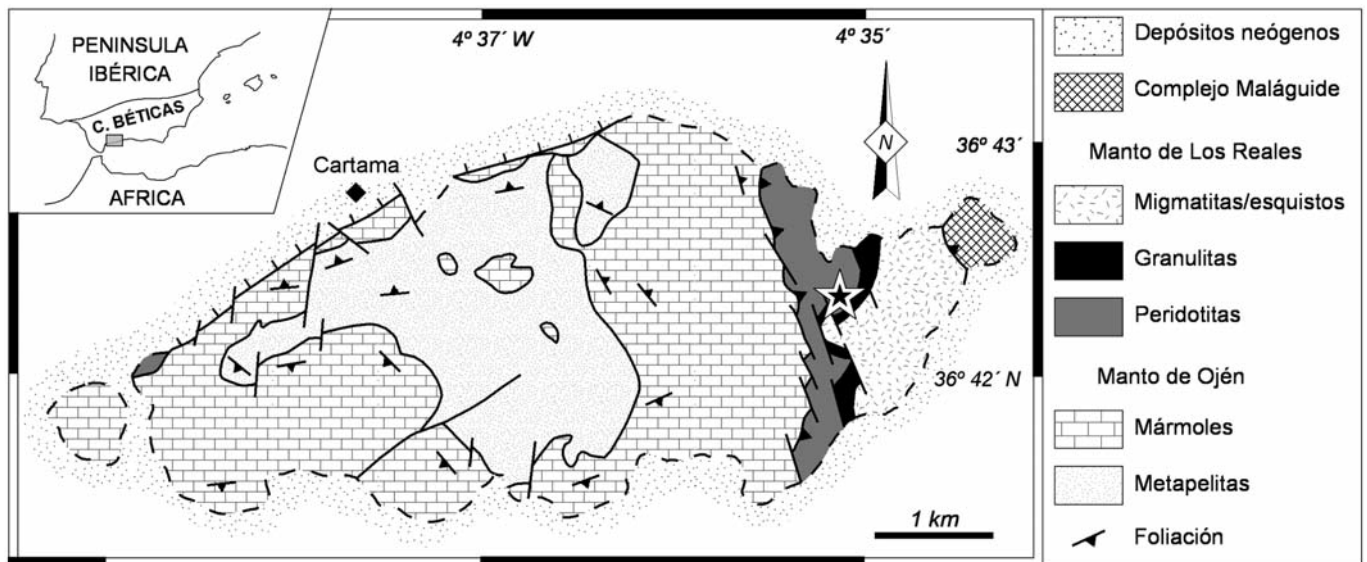 PENINSULA
IBÉRICA
C. BÉTICAS
AFRICA
4º 37´ W
4º 35´
N
36º 43´
Cartama
36º 42´ N
1 km
Depósitos neógenos
Complejo Maláguide
Manto de Los Reales
Migmatitas/esquistos
Granulitas
Peridotitas
Manto de Ojén
Mármoles
Metapelitas
Foliación